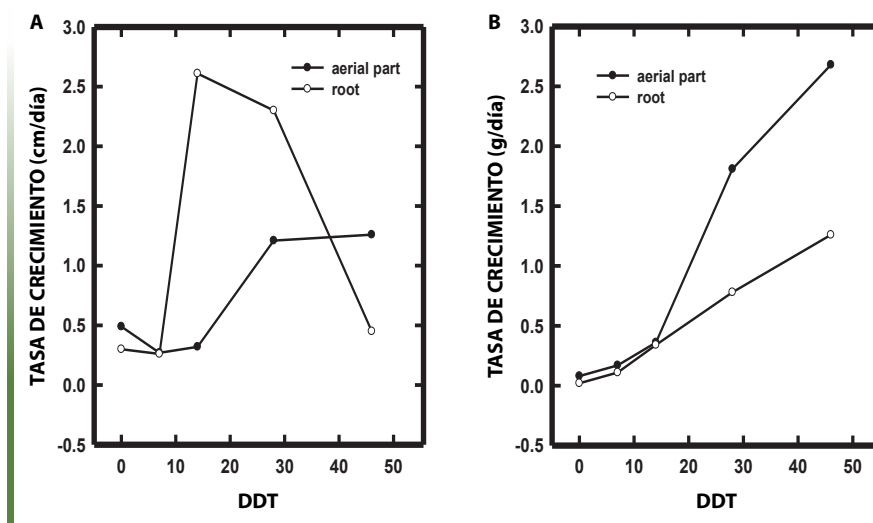 A
TASA DE CRECIMIENTO (cm/día)
3.0
2.5
2.0
1.5
1.0
0.5
0.0
-0.5
aerial part
root
0 10 20 30 40 50
DDT
B
TASA DE CRECIMIENTO (g/día)
3.0
2.5
2.0
1.5
1.0
0.5
0.0
-0.5
aerial part
root
0 10 20 30 40 50
DDT